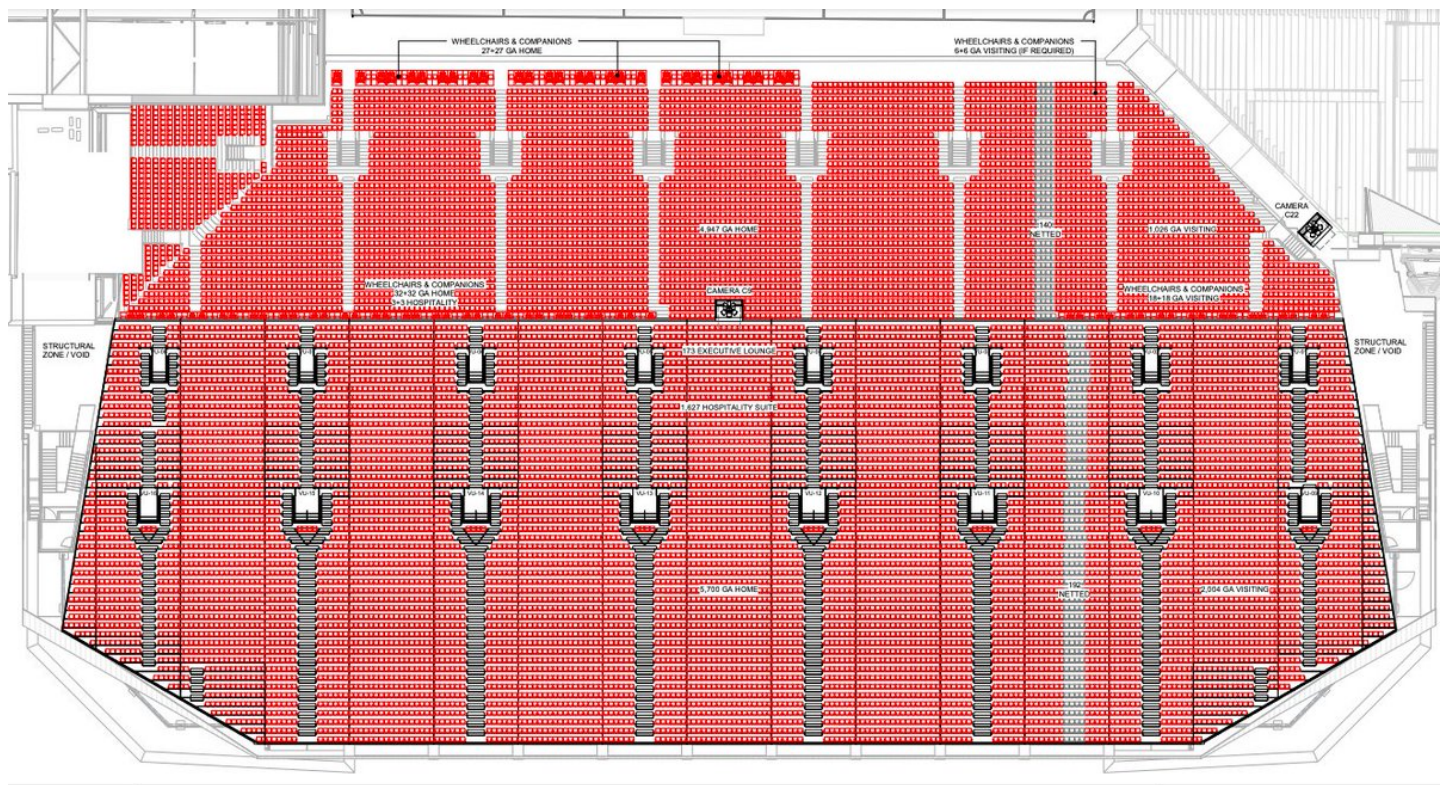 WHEELCHAIRS & COMPANIONS
27+27 GA HOME
WHEELCHAIRS & COMPANIONS
6+6 GA VISITING (IF REQUIRED)
CAMERA
C22
4,947 GA HOME
140
NETTED
1,026 GA VISITING
WHEELCHAIRS & COMPANIONS
32+32 GA HOME
3+3 HOSPITALITY
CAMERA C9
WHEELCHAIRS & COMPANIONS
18+18 GA VISITING
STRUCTURAL
ZONE / VOID
173 EXECUTIVE LOUNGE
STRUCTURAL
ZONE / VOID
1,627 HOSPITALITY SUITE
VU-16
VU-15
VU-14
VU-13
VU-12
VU-11
VU-10
VU-09
5,700 GA HOME
192
NETTED
2,004 GA VISITING